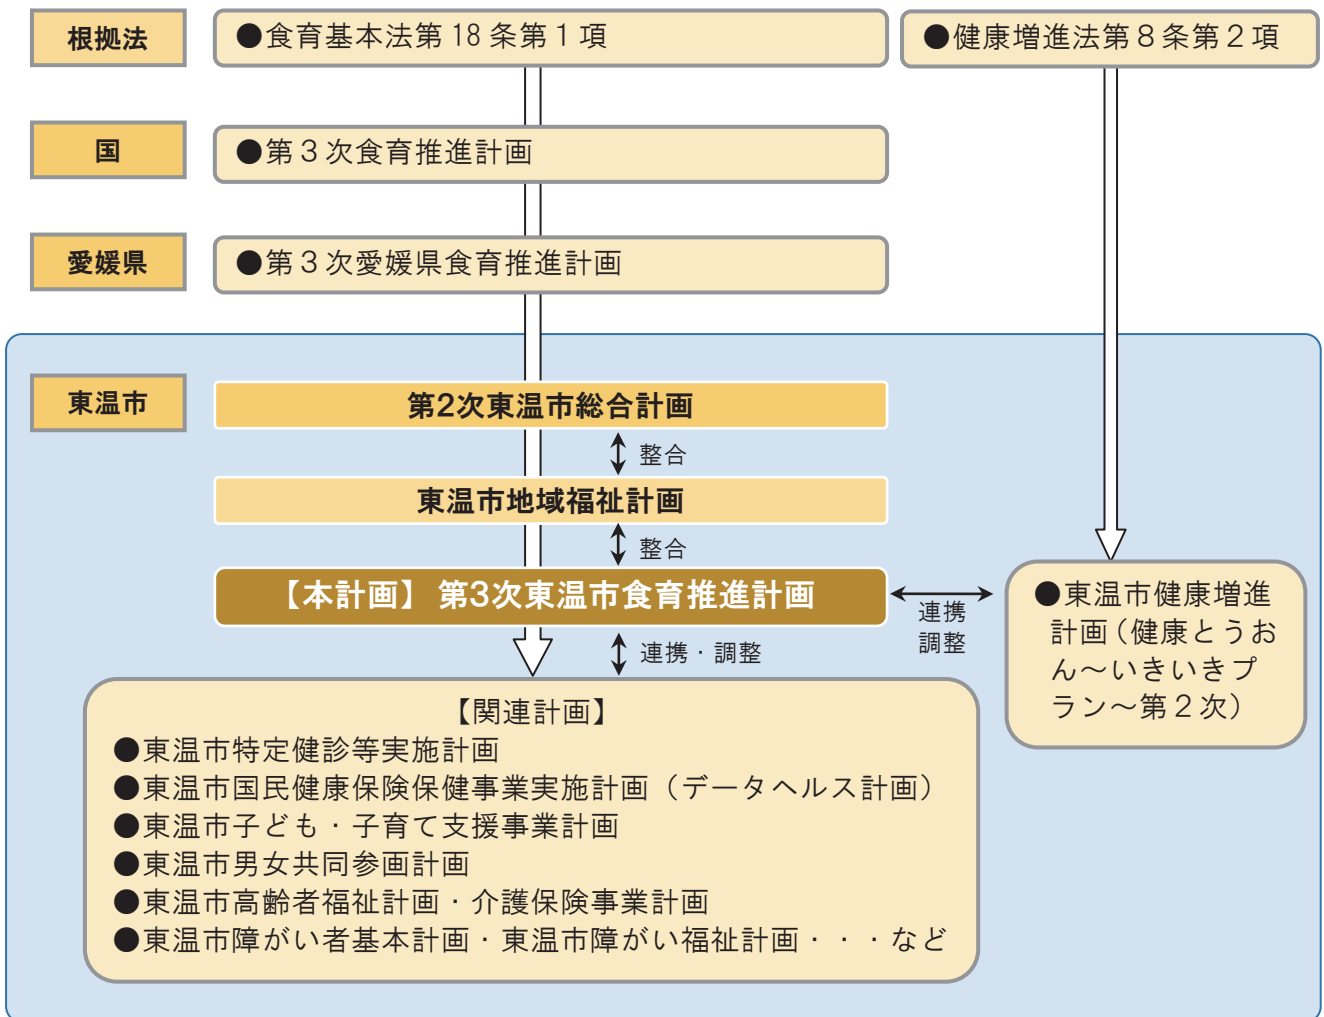 根拠法
●食育基本法第18条第1項
●健康増進法第8条第2項
国
●第3次食育推進計画
愛媛県
●第3次愛媛県食育推進計画
東温市
第2次東温市総合計画
整合
東温市地域福祉計画
整合
【本計画】第3次東温市食育推進計画
連携
調整
●東温市健康増進
計画（健康とうお
ん～いきいきプ
ラン～第2次）
連携・調整
【関連計画】
●東温市特定健診等実施計画
●東温市国民健康保険保健事業実施計画（データヘルス計画）
●東温市子ども・子育て支援事業計画
●東温市男女共同参画計画
●東温市高齢者福祉計画・介護保険事業計画
●東温市障がい者基本計画・東温市障がい福祉計画・・・など